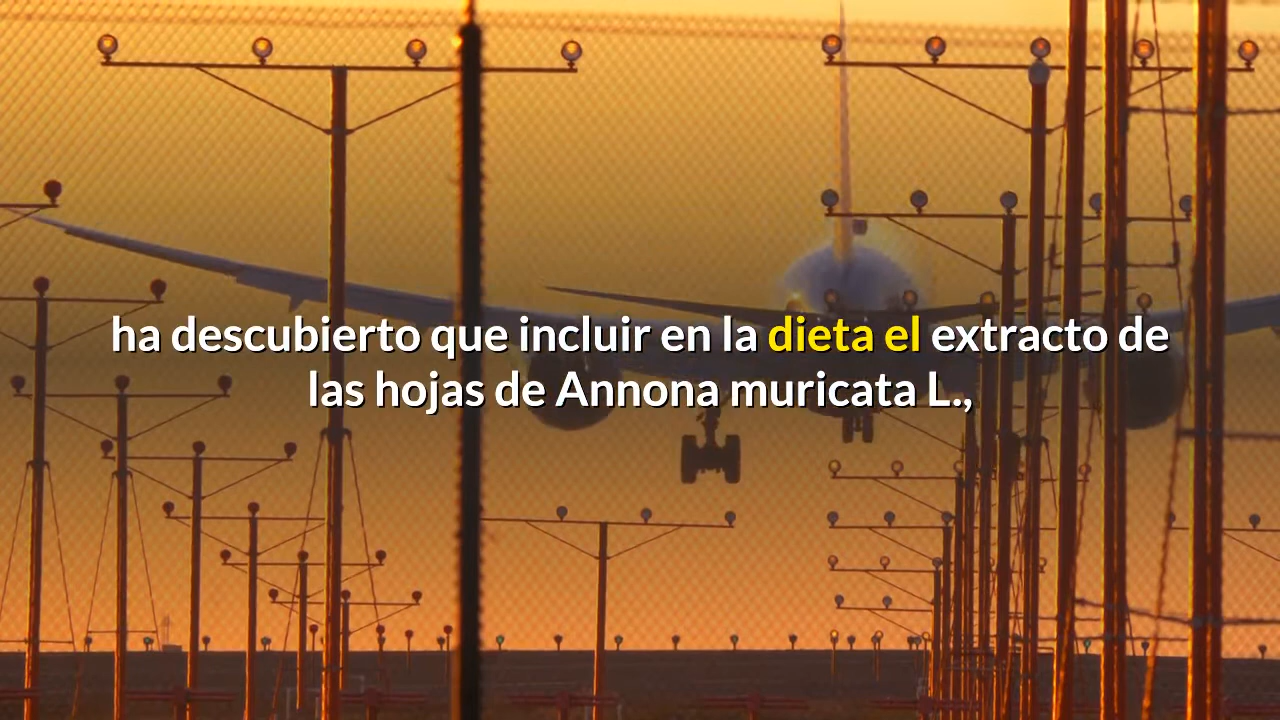 ha descubierto que incluir en la dieta el extracto de
las hojas de Annona muricata L.,